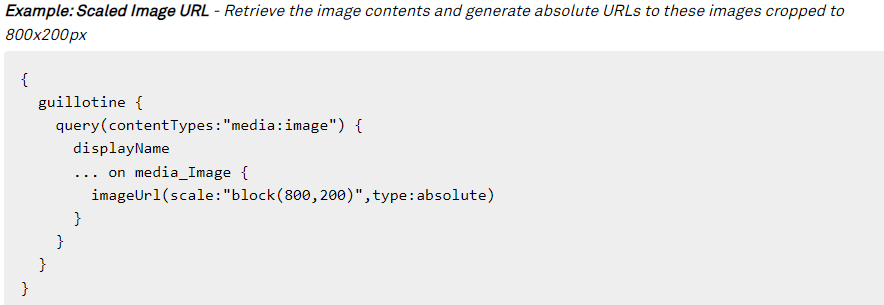 Example: Scaled Image URL - Retrieve the image contents and generate absolute URLs to these images cropped to
800x200px
{
  guillotine {
    query(contentTypes:"media:image") {
      displayName
      ... on media_Image {
        imageUrl(scale:"block(800,200)",type:absolute)
      }
    }
  }
}